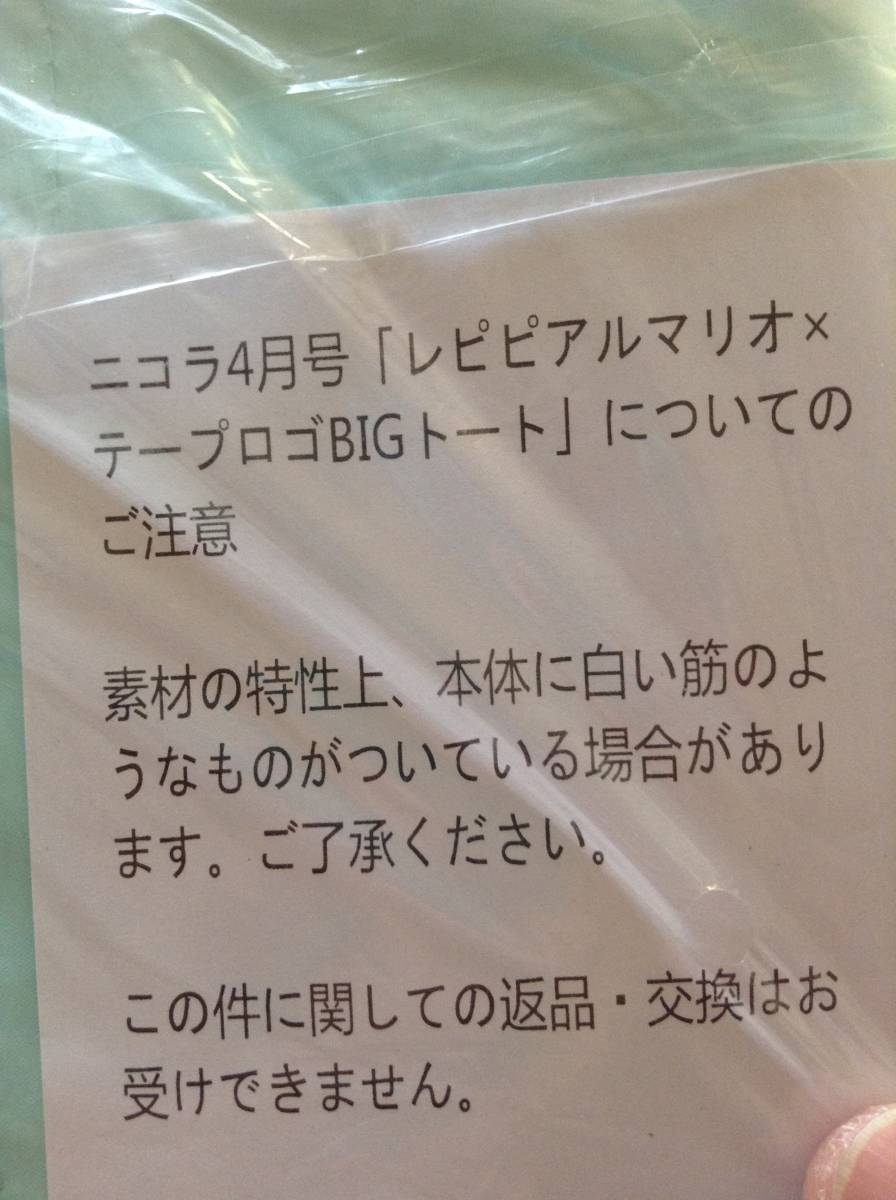 ニコラ4月号「レピピアルマリオ×
テープロゴBIGトート」についての
ご注意
素材の特性上、本体に白い筋のよ
うなものがついている場合があり
ます。ご了承ください。
この件に関しての返品・交換はお
受けできません。